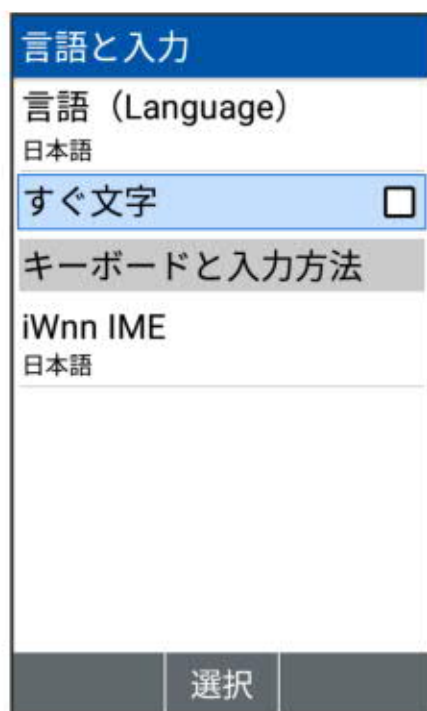 言語と入力
言語（Language）
日本語
すぐ文字
キーボードと入力方法
iWnn IME
日本語
選択